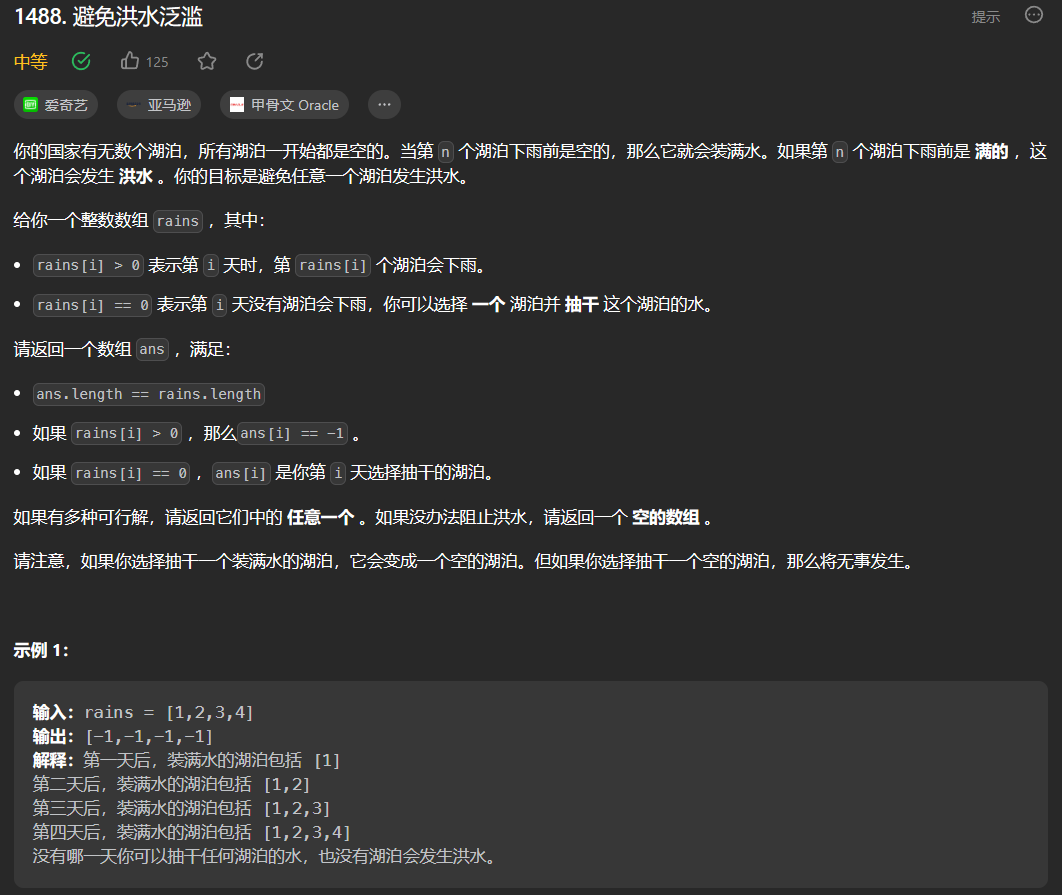 1488. 避免洪水泛滥
提示
中等
125
爱奇艺
亚马逊
甲骨文 Oracle
你的国家有无数个湖泊，所有湖泊一开始都是空的。当第 n 个湖泊下雨前是空的，那么它就会装满水。如果第 n 个湖泊下雨前是 满的 ，这
个湖泊会发生 洪水 。你的目标是避免任意一个湖泊发生洪水。
给你一个整数数组 rains ，其中：
• rains[i] > 0 表示第 i 天时，第 rains[i] 个湖泊会下雨。
• rains[i] == 0 表示第 i 天没有湖泊会下雨，你可以选择 一个 湖泊并 抽干 这个湖泊的水。
请返回一个数组 ans ，满足：
• ans.length == rains.length
• 如果 rains[i] > 0 ，那么ans[i] == -1 。
• 如果 rains[i] == 0 ， ans[i] 是你第 i 天选择抽干的湖泊。
如果有多种可行解，请返回它们中的 任意一个 。如果没办法阻止洪水，请返回一个 空的数组 。
请注意，如果你选择抽干一个装满水的湖泊，它会变成一个空的湖泊。但如果你选择抽干一个空的湖泊，那么将无事发生。
示例 1：
输入：rains = [1,2,3,4]
输出：[-1,-1,-1,-1]
解释：第一天后，装满水的湖泊包括 [1]
第二天后，装满水的湖泊包括 [1,2]
第三天后，装满水的湖泊包括 [1,2,3]
第四天后，装满水的湖泊包括 [1,2,3,4]
没有哪一天你可以抽干任何湖泊的水，也没有湖泊会发生洪水。